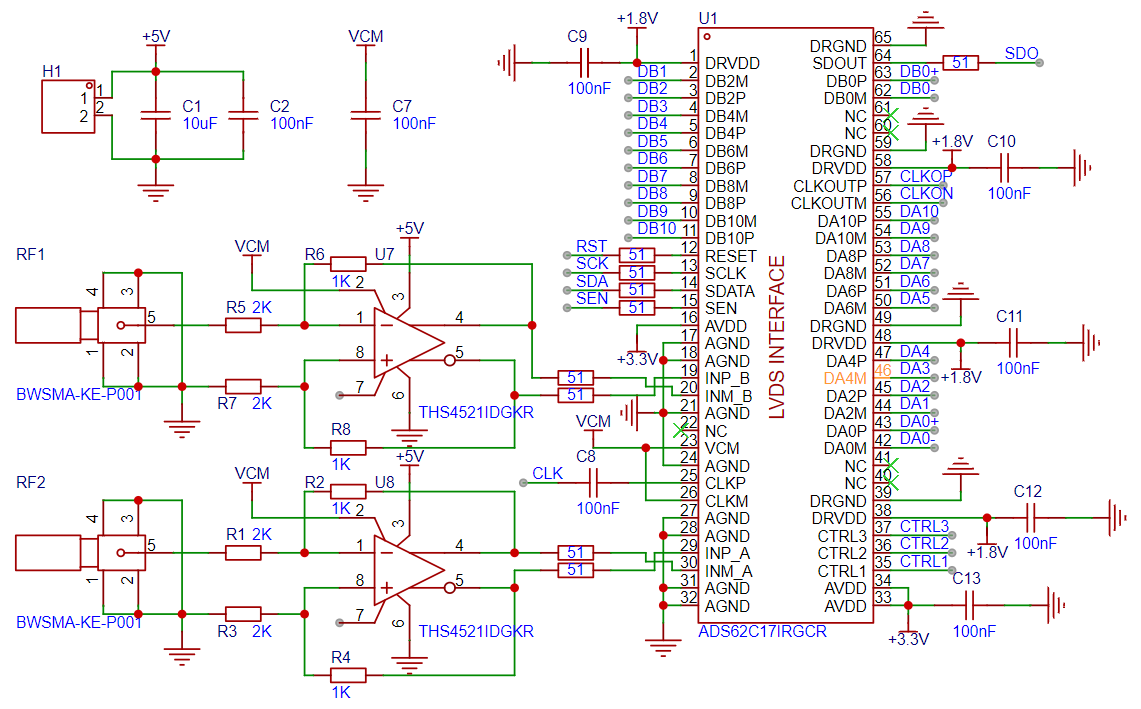 +5V
H1
1
1
2
2
C1
10uF
C2
100nF
VCM
C7
100nF
RF1
4
3
5
1
2
BWSMA-KE-P001
VCM
R5 2K
R7 2K
R6
1K
R8
1K
U7
+5V
2
3
1
4
8
5
7
6
THS4521IDGKR
RF2
4
3
5
1
2
BWSMA-KE-P001
VCM
R1 2K
R3 2K
R2
1K
R4
1K
U8
+5V
2
3
1
4
8
5
7
6
THS4521IDGKR
+1.8V
C9
100nF
U1
LVDS INTERFACE
ADS62C17IRGCR
1 DRVDD
DB1 2 DB2M
DB2 3 DB2P
DB3 4 DB4M
DB4 5 DB4P
DB5 6 DB6M
DB6 7 DB6P
DB7 8 DB8M
DB8 9 DB8P
DB9 10 DB10M
DB10 11 DB10P
RST 51 12 RESET
SCK 51 13 SCLK
SDA 51 14 SDATA
SEN 51 15 SEN
16 AVDD
+3.3V
17 AGND
18 AGND
51 19 INP_B
51 20 INM_B
21 AGND
VCM
22 NC
23 VCM
24 AGND
CLK
C8
100nF
25 CLKP
26 CLKM
27 AGND
28 AGND
51 29 INP_A
51 30 INM_A
31 AGND
32 AGND
DRGND 65
SDOUT 64 51 SDO
DB0P 63 DB0+
DB0M 62 DB0-
NC 61
NC 60
DRGND 59
DRVDD 58
+1.8V
C10
100nF
CLKOUTP 57 CLKOP
CLKOUTM 56 CLKON
DA10P 55 DA10
DA10M 54 DA9
DA8P 53 DA8
DA8M 52 DA7
DA6P 51 DA6
DA6M 50 DA5
DRGND 49
DRVDD 48
+1.8V
C11
100nF
DA4P 47 DA4
DA4M 46 DA3
DA2P 45 DA2
DA2M 44 DA1
DA0P 43 DA0+
DA0M 42 DA0-
NC 41
NC 40
DRGND 39
DRVDD 38
+1.8V
C12
100nF
CTRL3 37 CTRL3
CTRL2 36 CTRL2
CTRL1 35 CTRL1
AVDD 34
AVDD 33
+3.3V
C13
100nF